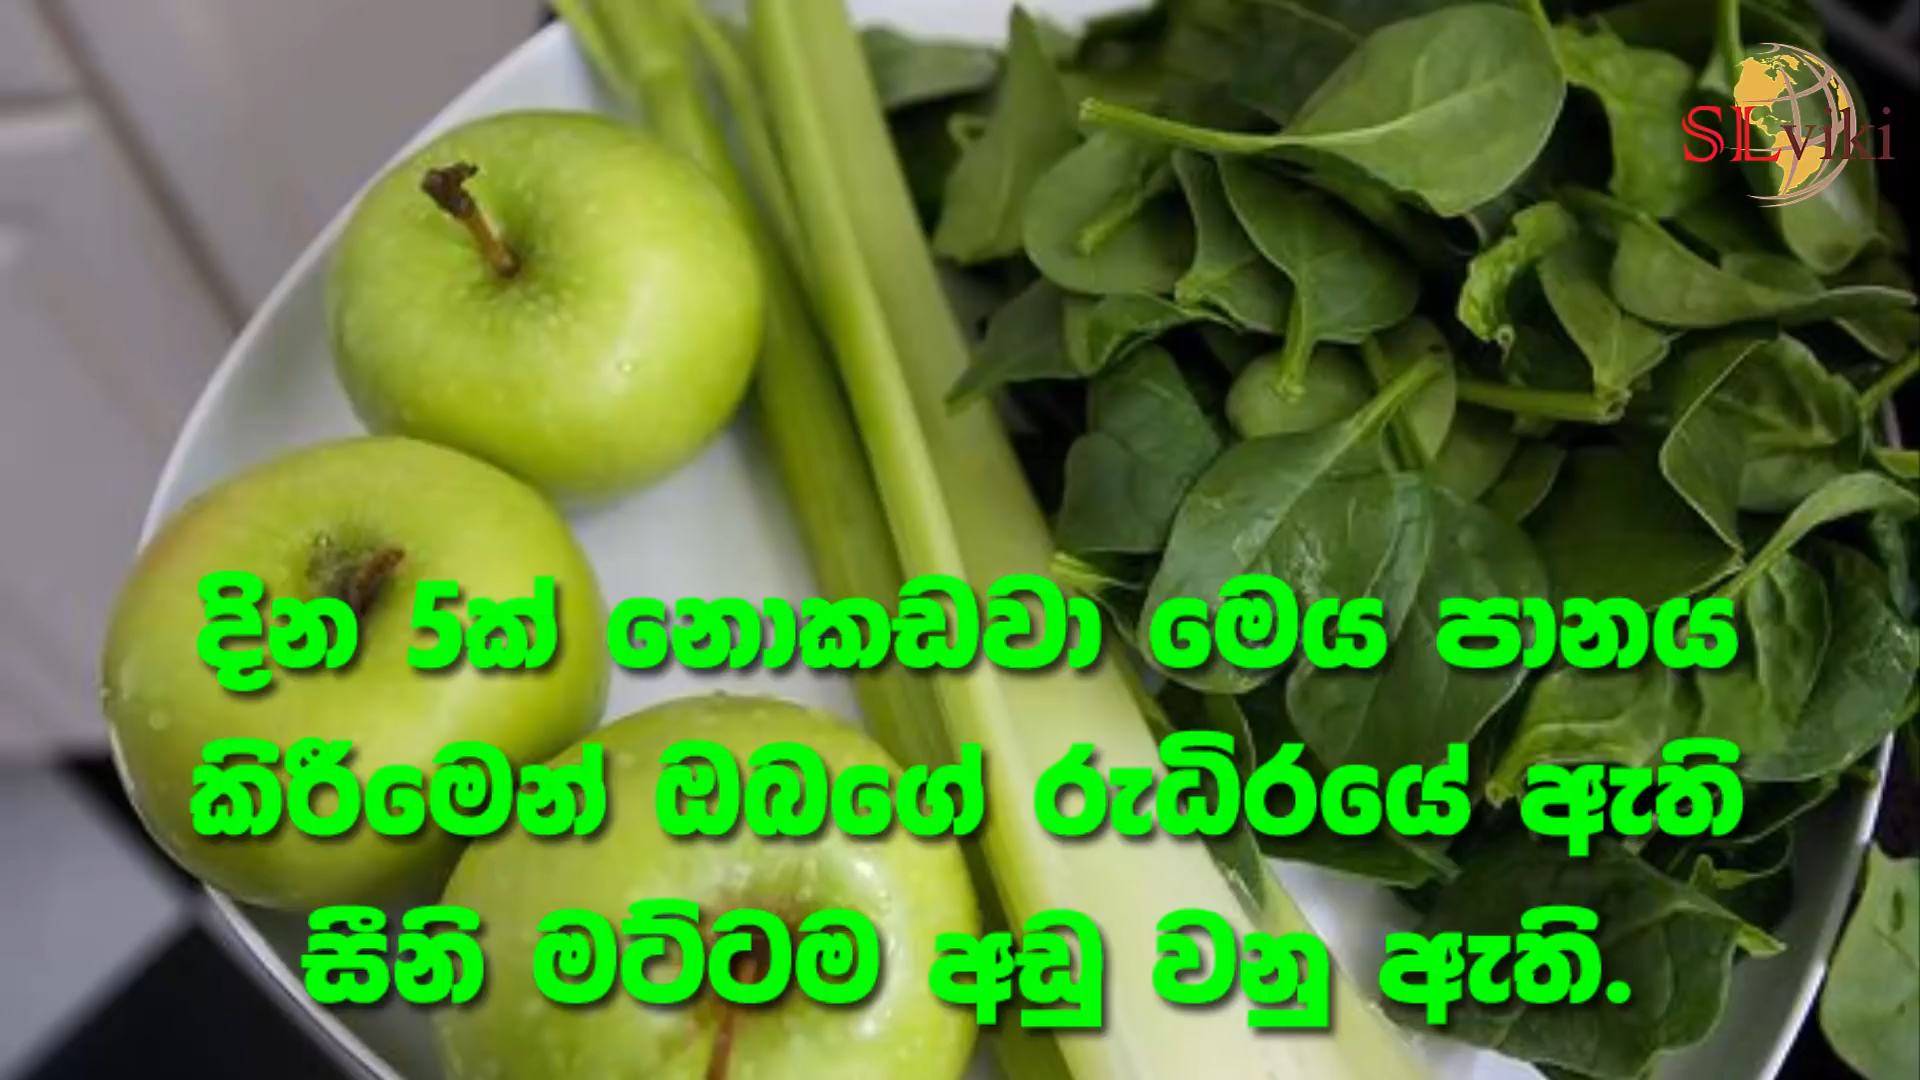 SLviki
දින 5ක් නොකඩවා මෙය පානය
කිරීමෙන් ඔබගේ රුධිරයේ ඇති
සීනි මට්ටම අඩු වනු ඇති.